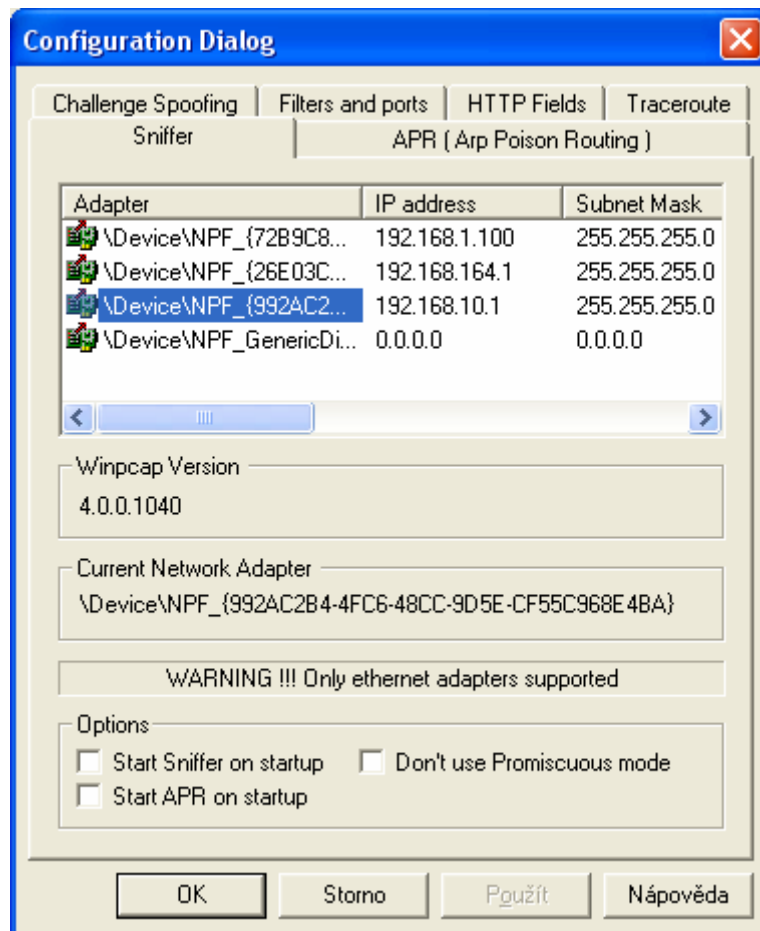 Configuration Dialog
Challenge Spoofing Filters and ports HTTP Fields Traceroute
Sniffer APR ( Arp Poison Routing )
Adapter IP address Subnet Mask
\Device\NPF_{72B9C8... 192.168.1.100 255.255.255.0
\Device\NPF_{26E03C... 192.168.164.1 255.255.255.0
\Device\NPF_{992AC2... 192.168.10.1 255.255.255.0
\Device\NPF_GenericDi... 0.0.0.0 0.0.0.0
Winpcap Version
4.0.0.1040
Current Network Adapter
\Device\NPF_{992AC2B4-4FC6-48CC-9D5E-CF55C968E4BA}
WARNING !!! Only ethernet adapters supported
Options
Start Sniffer on startup Don't use Promiscuous mode
Start APR on startup
OK Storno Použít Nápověda